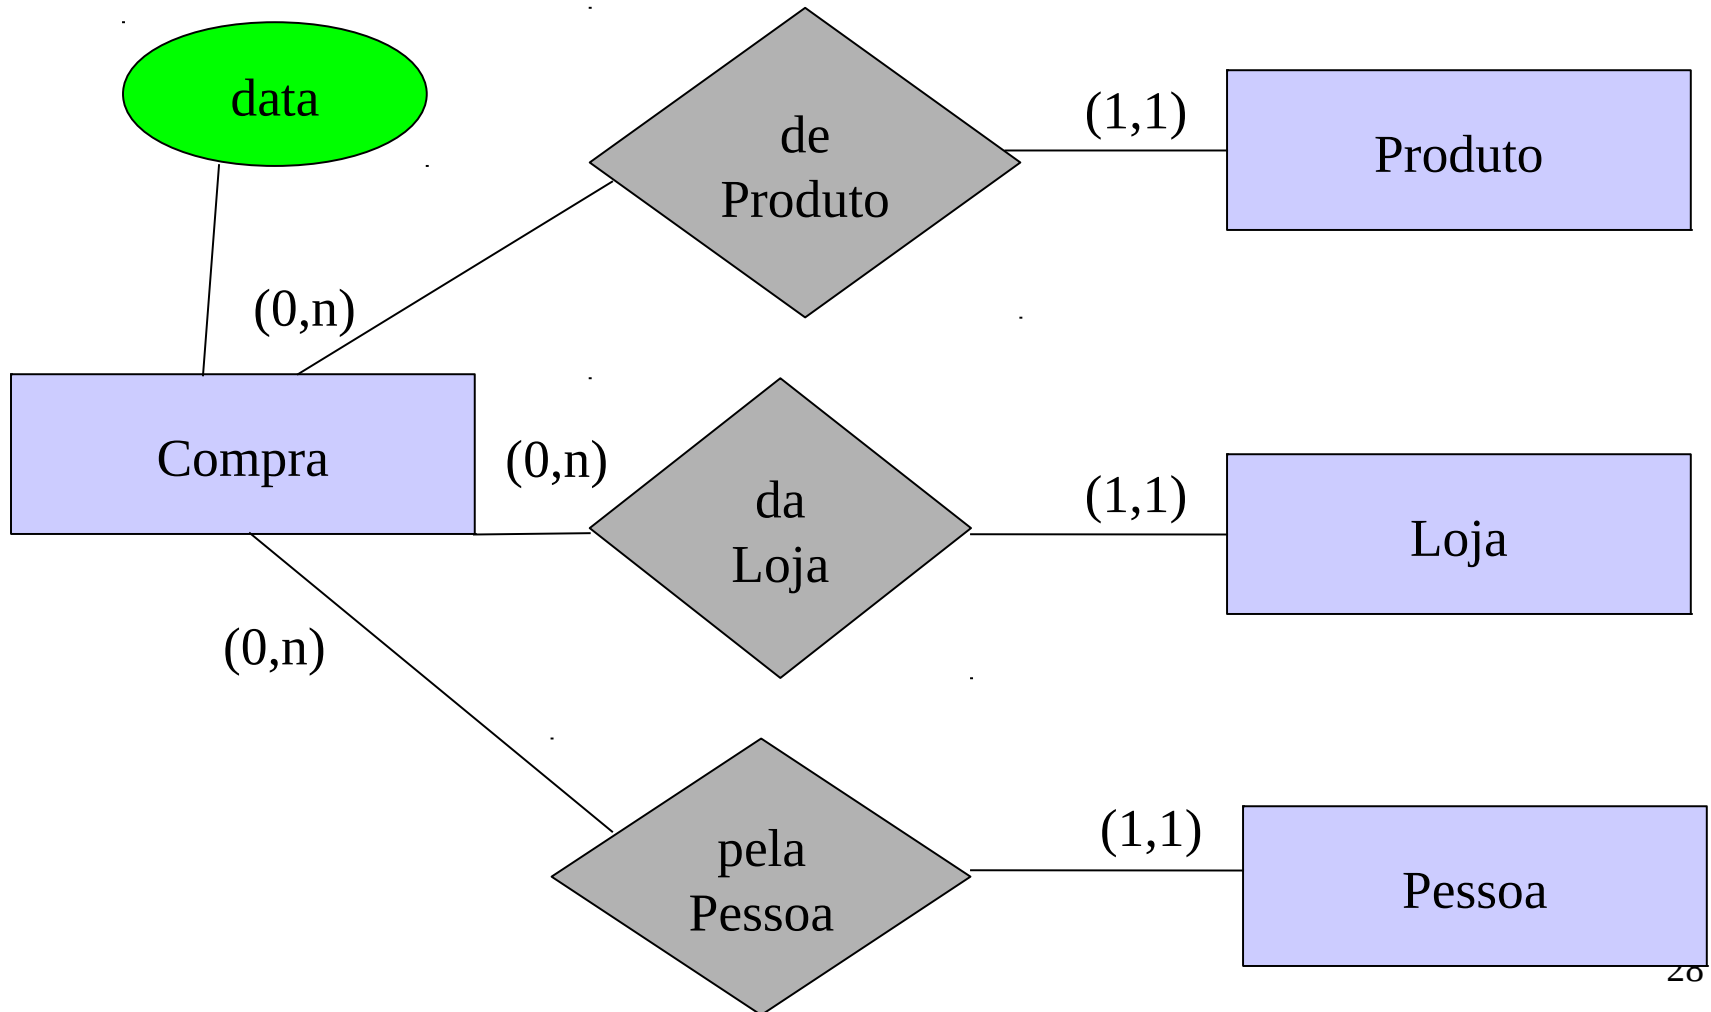 data
de
Produto
(1,1)
Produto
(0,n)
Compra
(0,n)
da
Loja
(1,1)
Loja
(0,n)
pela
Pessoa
(1,1)
Pessoa
28